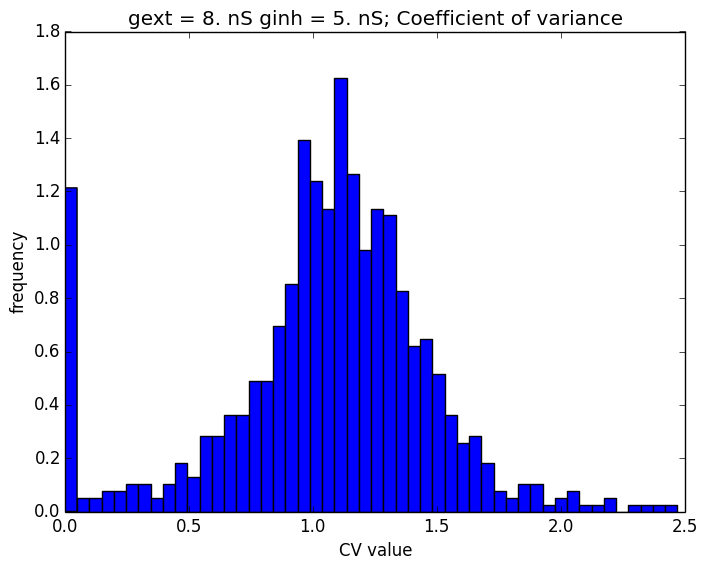 gext = 8. nS ginh = 5. nS; Coefficient of variance
1.8
1.6
1.4
1.2
1.0
0.8
0.6
0.4
0.2
0.0
frequency
0.0 0.5 1.0 1.5 2.0 2.5
CV value